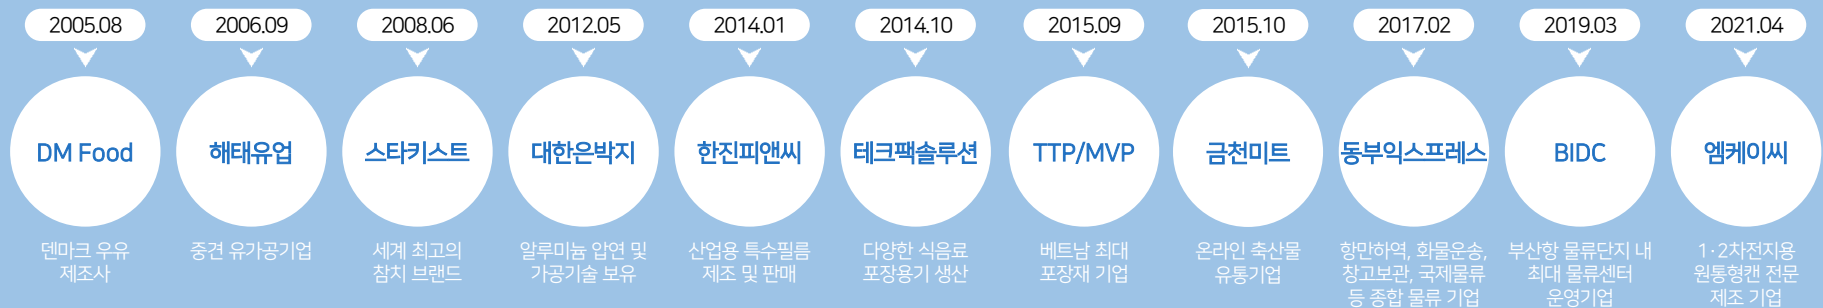 2005.08
DM Food
덴마크 우유
제조사
2006.09
해태유업
중견 유가공기업
2008.06
스타키스트
세계 최고의
참치 브랜드
2012.05
대한은박지
알루미늄 압연 및
가공기술 보유
2014.01
한진피앤씨
산업용 특수필름
제조 및 판매
2014.10
테크팩솔루션
다양한 식음료
포장용기 생산
2015.09
TTP/MVP
베트남 최대
포장재 기업
2015.10
금천미트
온라인 축산물
유통기업
2017.02
동부익스프레스
항만하역, 화물운송,
창고보관, 국제물류
등 종합 물류 기업
2019.03
BIDC
부산항 물류단지 내
최대 물류센터
운영기업
2021.04
엠케이씨
1·2차전지용
원통형캔 전문
제조 기업